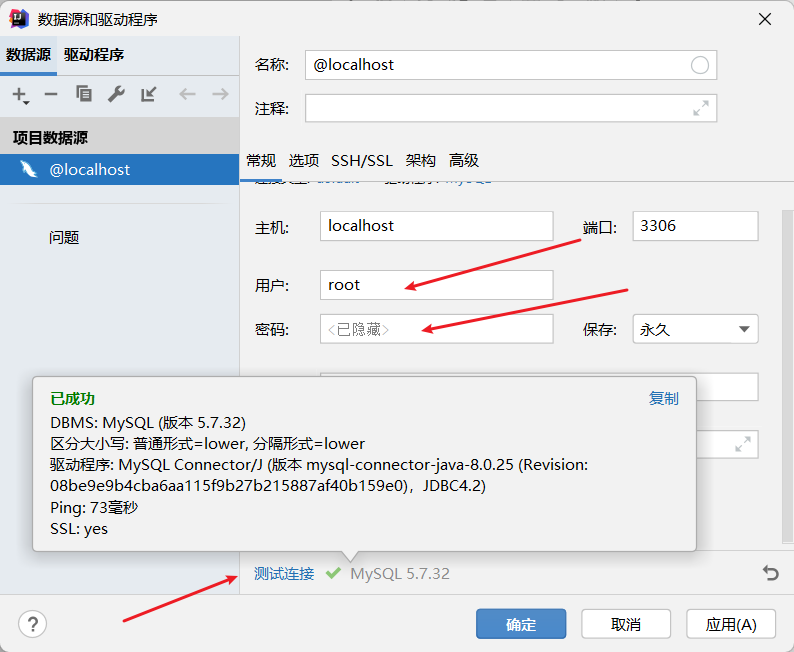 数据源和驱动程序
数据源 驱动程序
项目数据源
@localhost
问题
名称: @localhost
注释:
常规 选项 SSH/SSL 架构 高级
主机: localhost 端口: 3306
用户: root
密码: <已隐藏> 保存: 永久
已成功 复制
DBMS: MySQL (版本 5.7.32)
区分大小写: 普通形式=lower, 分隔形式=lower
驱动程序: MySQL Connector/J (版本 mysql-connector-java-8.0.25 (Revision:
08be9e9b4cba6aa115f9b27b215887af40b159e0)，JDBC4.2)
Ping: 73毫秒
SSL: yes
测试连接 MySQL 5.7.32
? 确定 取消 应用(A)